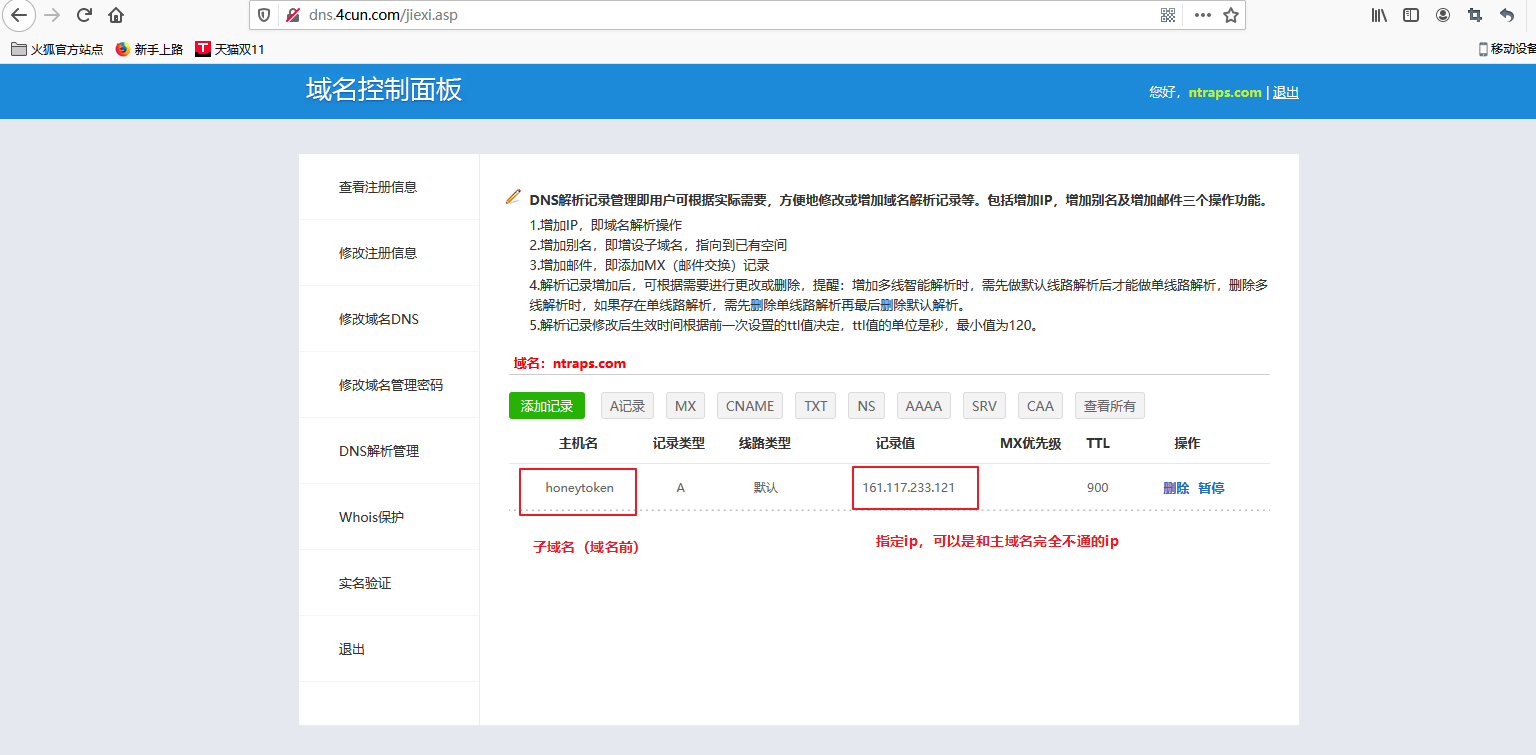 dns.4cun.com/jiexi.asp
火狐官方站点 新手上路 天猫双11 移动设备
域名控制面板
您好，ntraps.com | 退出
查看注册信息
修改注册信息
修改域名DNS
修改域名管理密码
DNS解析管理
Whois保护
实名验证
退出
DNS解析记录管理即用户可根据实际需要，方便地修改或增加域名解析记录等。包括增加IP，增加别名及增加邮件三个操作功能。
1.增加IP，即域名解析操作
2.增加别名，即增设子域名，指向到已有空间
3.增加邮件，即添加MX（邮件交换）记录
4.解析记录增加后，可根据需要进行更改或删除，提醒：增加多线智能解析时，需先做默认线路解析后才能做单线路解析，删除多
线解析时，如果存在单线路解析，需先删除单线路解析再最后删除默认解析。
5.解析记录修改后生效时间根据前一次设置的ttl值决定，ttl值的单位是秒，最小值为120。
域名：ntraps.com
添加记录 A记录 MX CNAME TXT NS AAAA SRV CAA 查看所有
主机名 记录类型 线路类型 记录值 MX优先级 TTL 操作
honeytoken A 默认 161.117.233.121 900 删除 暂停
子域名（域名前）
指定ip，可以是和主域名完全不通的ip